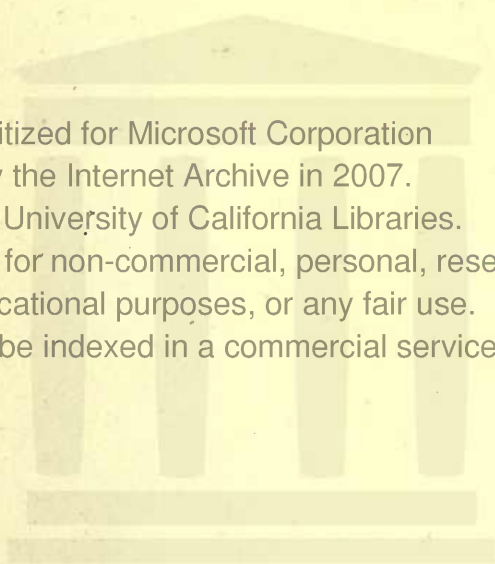 itized for Microsoft Corporation
the Internet Archive in 2007.
University of California Libraries.
for non-commercial, personal, rese
cational purposes, or any fair use.
be indexed in a commercial service